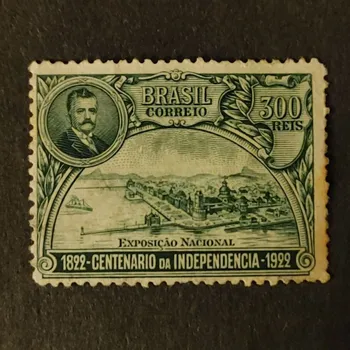 BRASIL
CORREIO
300
REIS
EXPOSIÇÃO NACIONAL
1822-CENTENARIO DA INDEPENDENCIA-1922